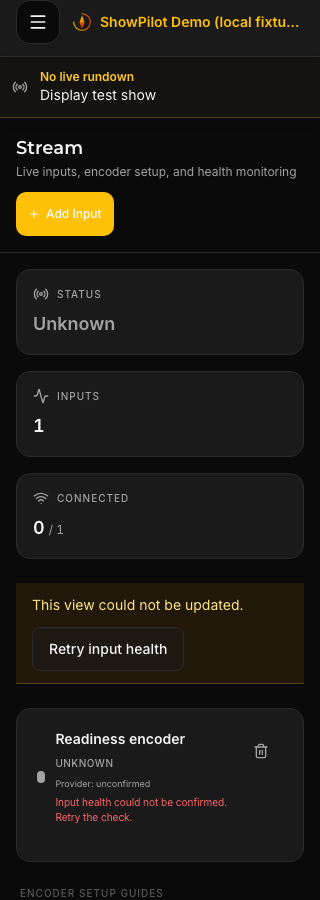 ShowPilot Demo (local fixtu...
No live rundown
Display test show
Stream
Live inputs, encoder setup, and health monitoring
+ Add Input
STATUS
Unknown
INPUTS
1
CONNECTED
0 / 1
This view could not be updated.
Retry input health
Readiness encoder
UNKNOWN
Provider: unconfirmed
Input health could not be confirmed.
Retry the check.
ENCODER SETUP GUIDES